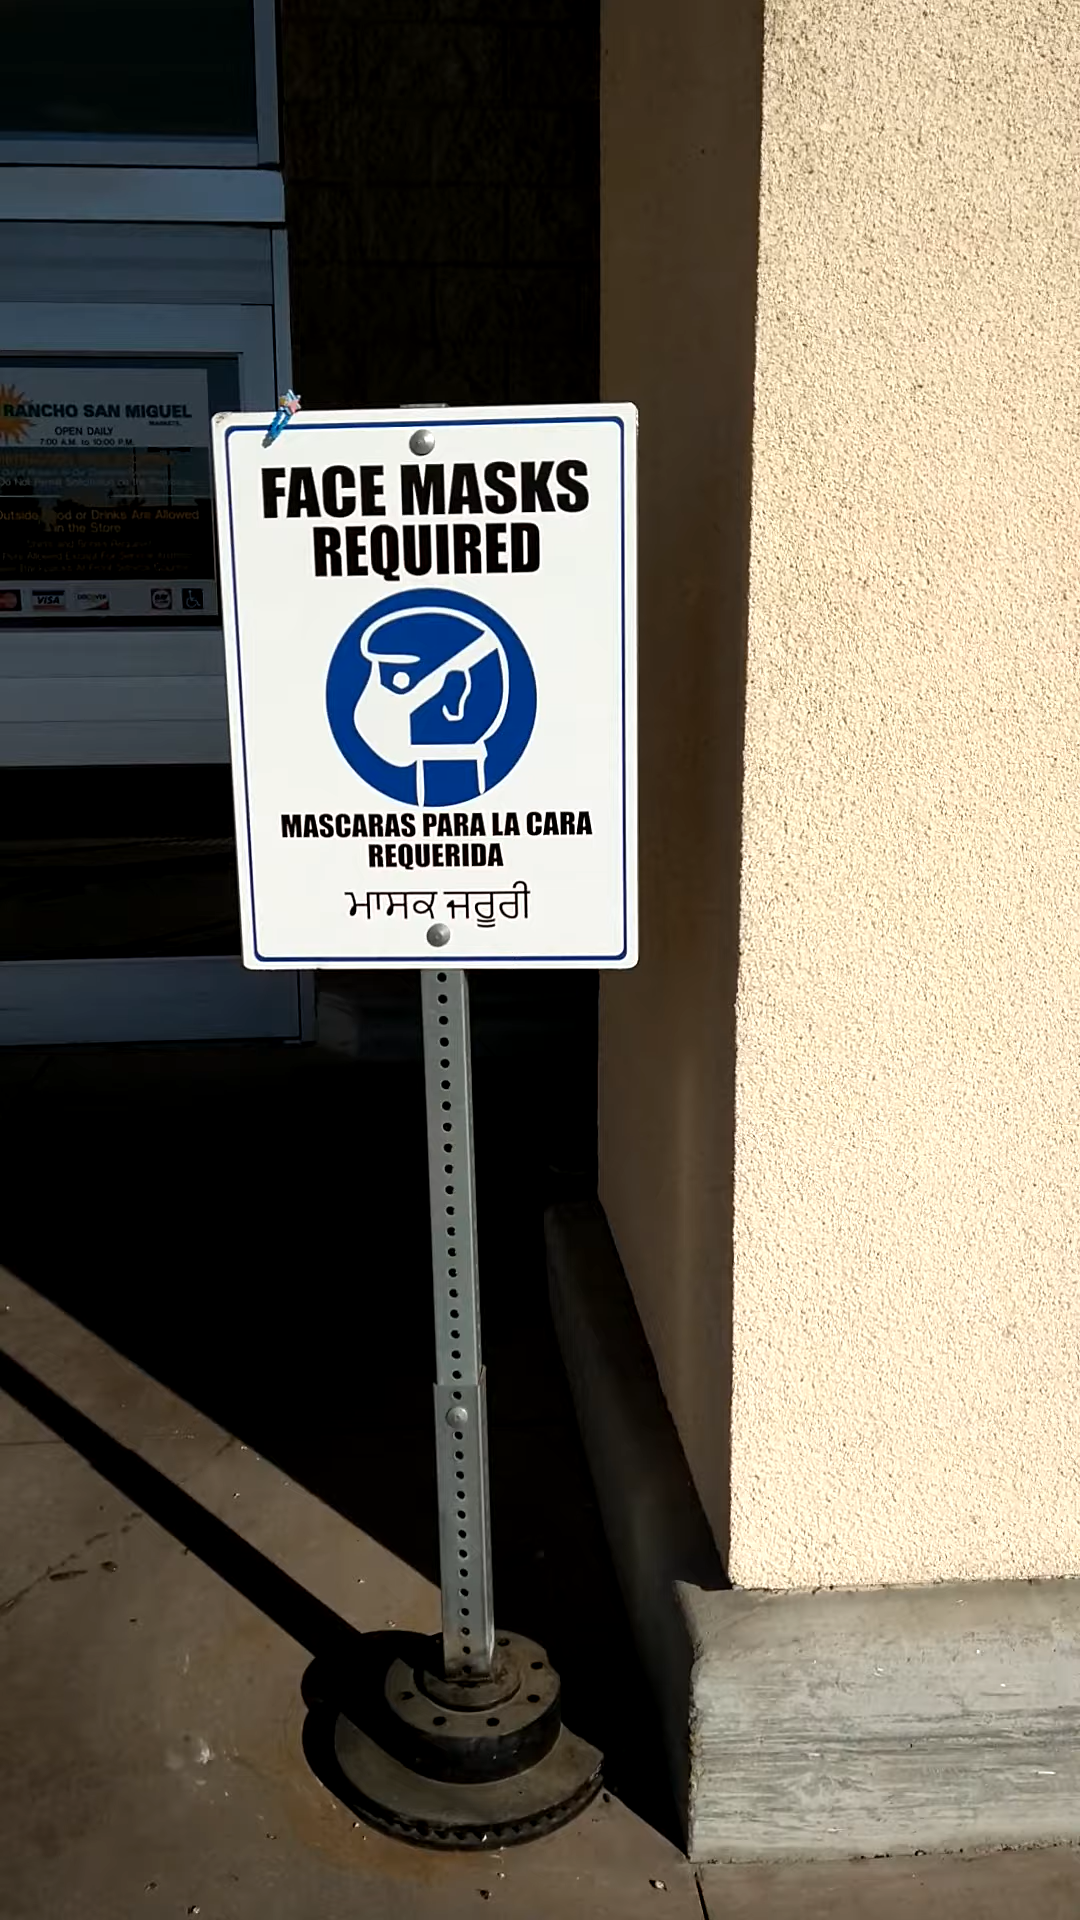 RANCHO SAN MIGUEL
MARKETS
OPEN DAILY
7:00 A.M. to 10:00 P.M.
Outside Food or Drinks Are Allowed
in the Store
VISA
DISCOVER
FACE MASKS
REQUIRED
MASCARAS PARA LA CARA
REQUERIDA
ਮਾਸਕ ਜਰੂਰੀ